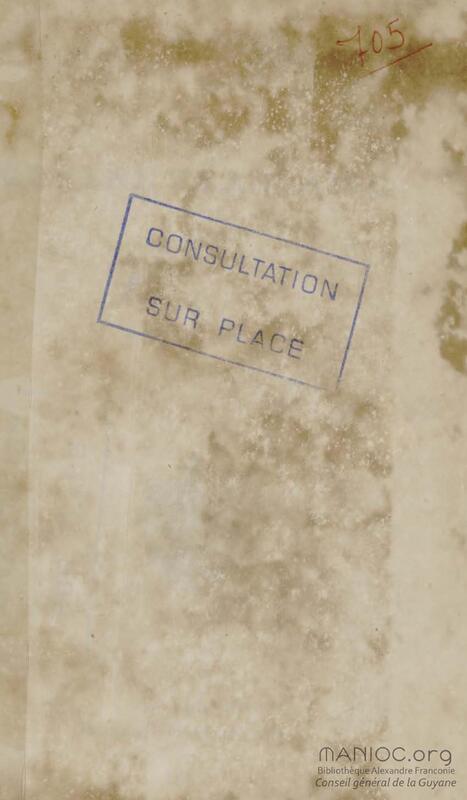 705
CONSULTATION
SUR PLACE
MANIOC.org
Bibliothèque Alexandre Franconie
Conseil général de la Guyane